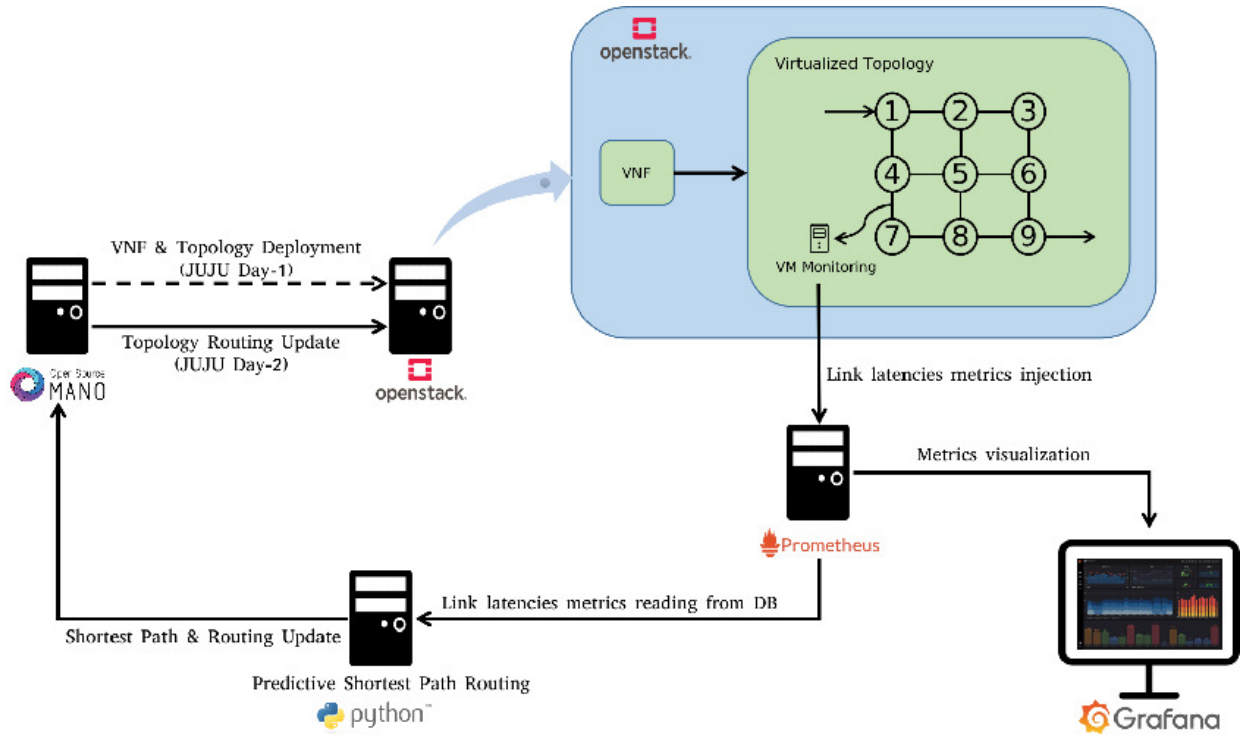 openstack.
Virtualized Topology
1 2 3
VNF
4 5 6
7 8 9
VM Monitoring
VNF & Topology Deployment
(JUJU Day-1)
Topology Routing Update
(JUJU Day-2)
Open Source
MANO
openstack.
Link latencies metrics injection
Metrics visualization
Prometheus
Link latencies metrics reading from DB
Shortest Path & Routing Update
Predictive Shortest Path Routing
python™
Grafana